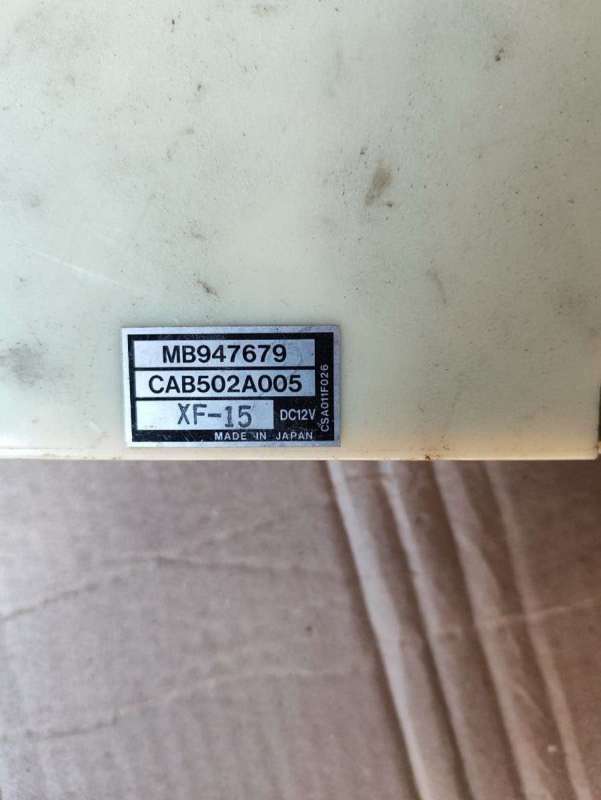 MB947679
CAB502A005
XF-15 DC12V
MADE IN JAPAN
CSA011F026